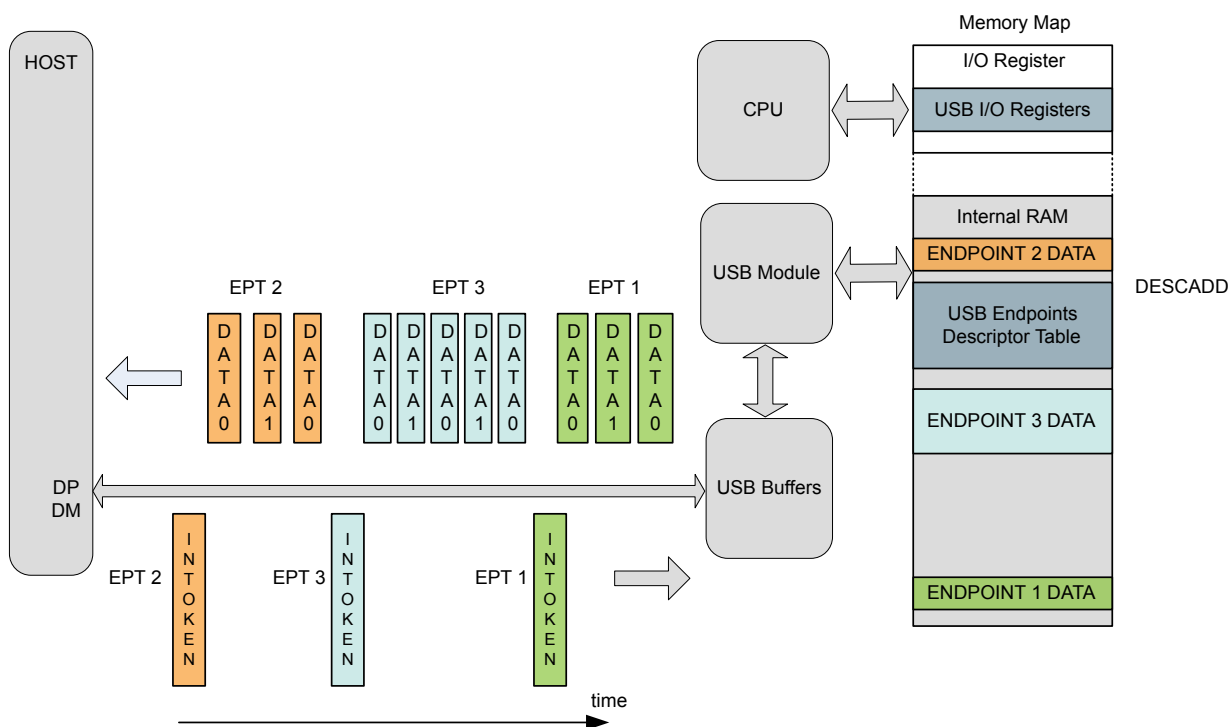 Memory Map
HOST
I/O Register
CPU
USB I/O Registers
Internal RAM
ENDPOINT 2 DATA
USB Module
DESCADD
EPT 2
EPT 3
EPT 1
USB Endpoints
Descriptor Table
DATA0
DATA1
DATA0
DATA0
DATA1
DATA0
DATA1
DATA0
DATA0
DATA1
DATA0
ENDPOINT 3 DATA
DP
DM
USB Buffers
EPT 2
INTOKEN
EPT 3
INTOKEN
EPT 1
INTOKEN
ENDPOINT 1 DATA
time